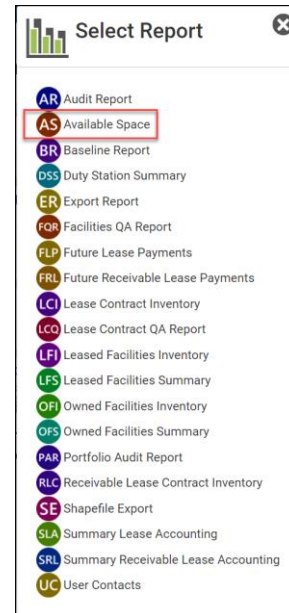 Select Report
AR Audit Report
AS Available Space
BR Baseline Report
DSS Duty Station Summary
ER Export Report
FQR Facilities QA Report
FLP Future Lease Payments
FRL Future Receivable Lease Payments
LCI Lease Contract Inventory
LCQ Lease Contract QA Report
LFI Leased Facilities Inventory
LFS Leased Facilities Summary
OFI Owned Facilities Inventory
OFS Owned Facilities Summary
PAR Portfolio Audit Report
RLC Receivable Lease Contract Inventory
SE Shapefile Export
SLA Summary Lease Accounting
SRL Summary Receivable Lease Accounting
UC User Contacts